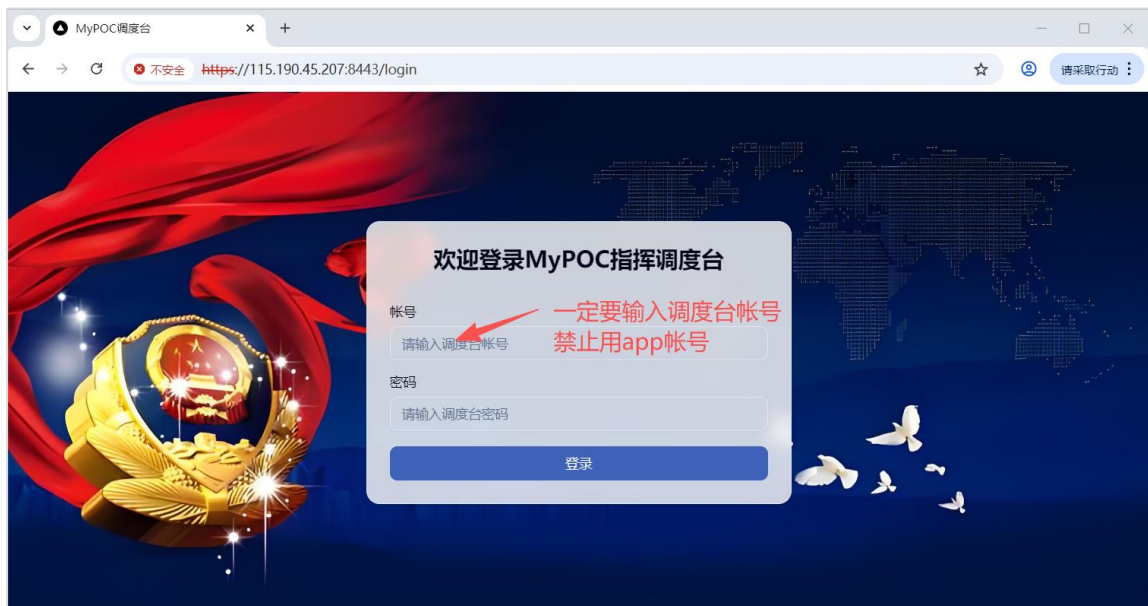 MyPOC调度台
不安全 https://115.190.45.207:8443/login
请采取行动
欢迎登录MyPOC指挥调度台
帐号
一定要输入调度台帐号
请输入调度台帐号
禁止用app帐号
密码
请输入调度台密码
登录